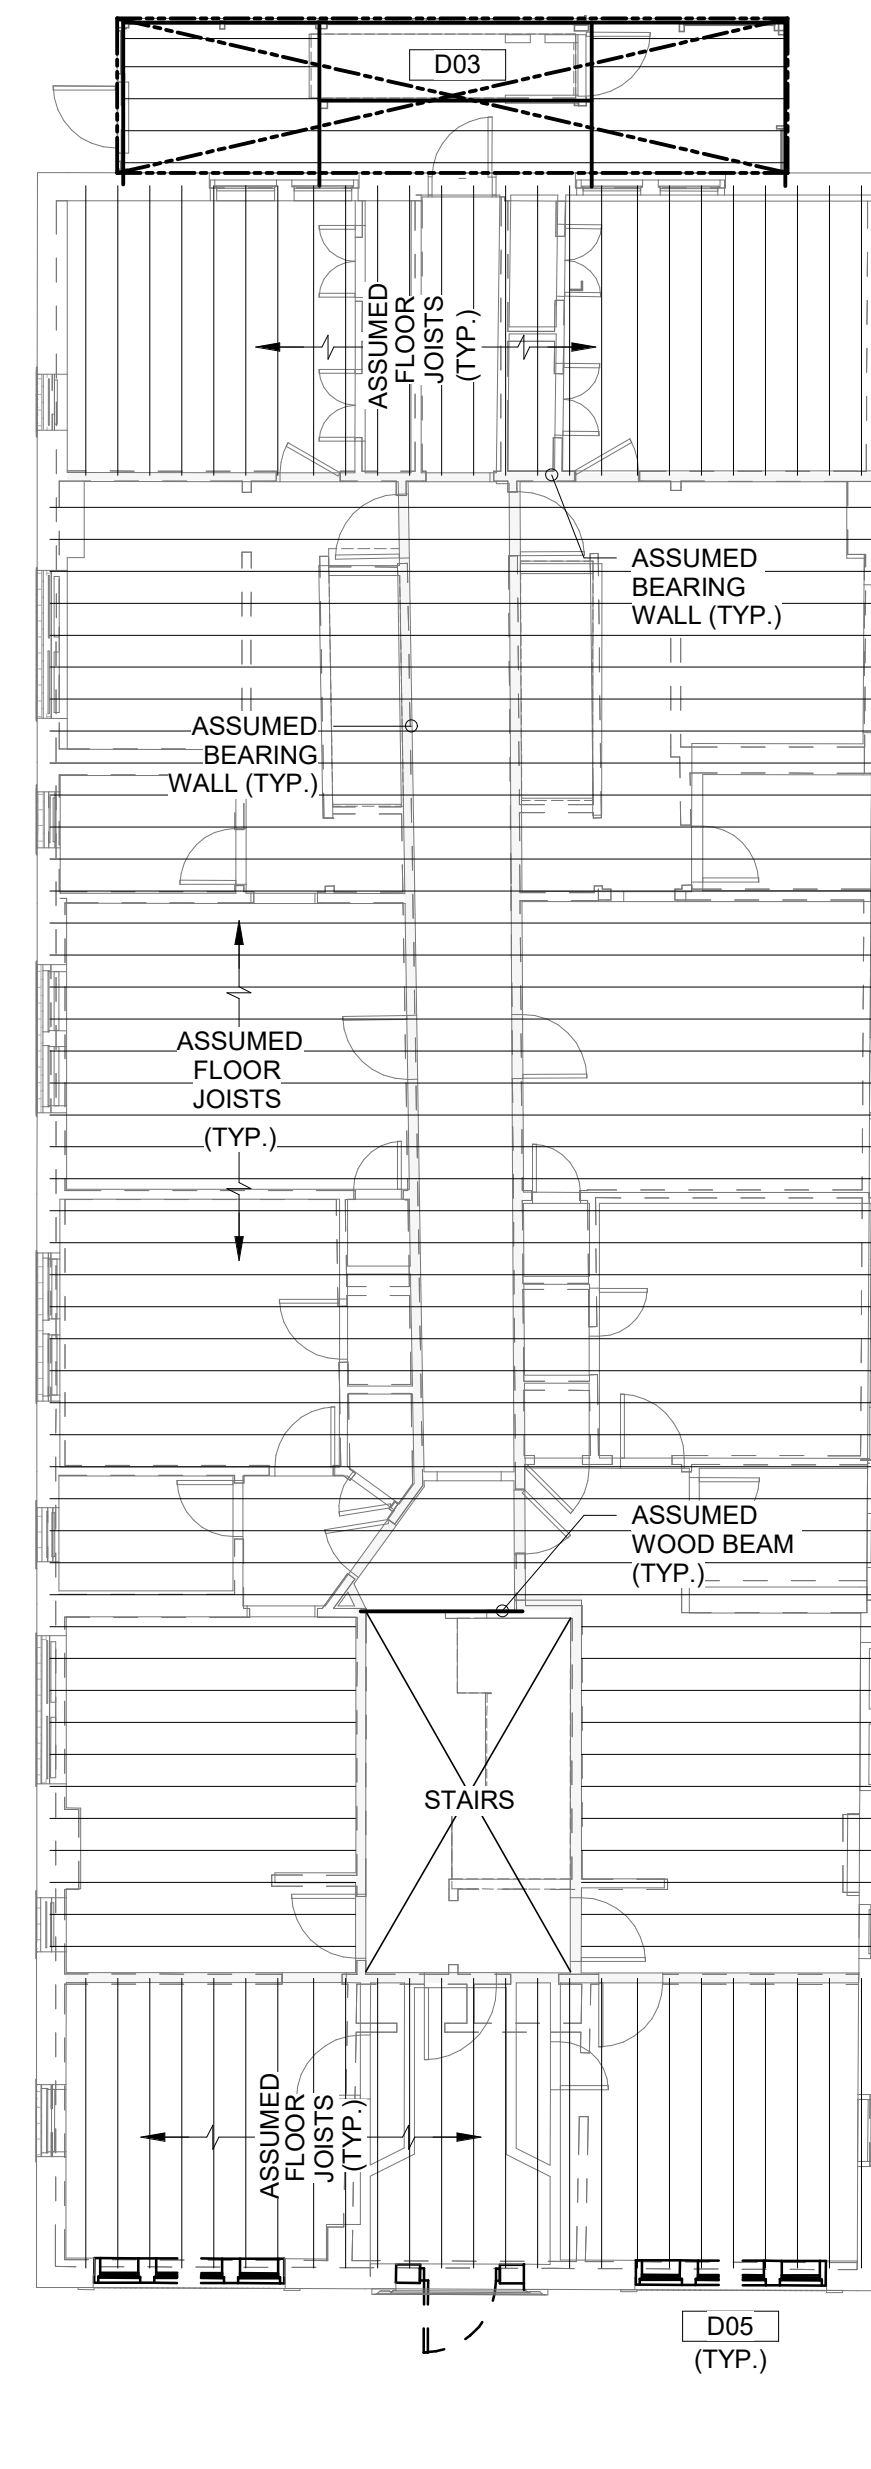 D03
ASSUMED
FLOOR
JOISTS
(TYP.)
ASSUMED
BEARING
WALL (TYP.)
ASSUMED
BEARING
WALL (TYP.)
ASSUMED
FLOOR
JOISTS
(TYP.)
ASSUMED
WOOD BEAM
(TYP.)
STAIRS
ASSUMED
FLOOR
JOISTS
(TYP.)
D05
(TYP.)